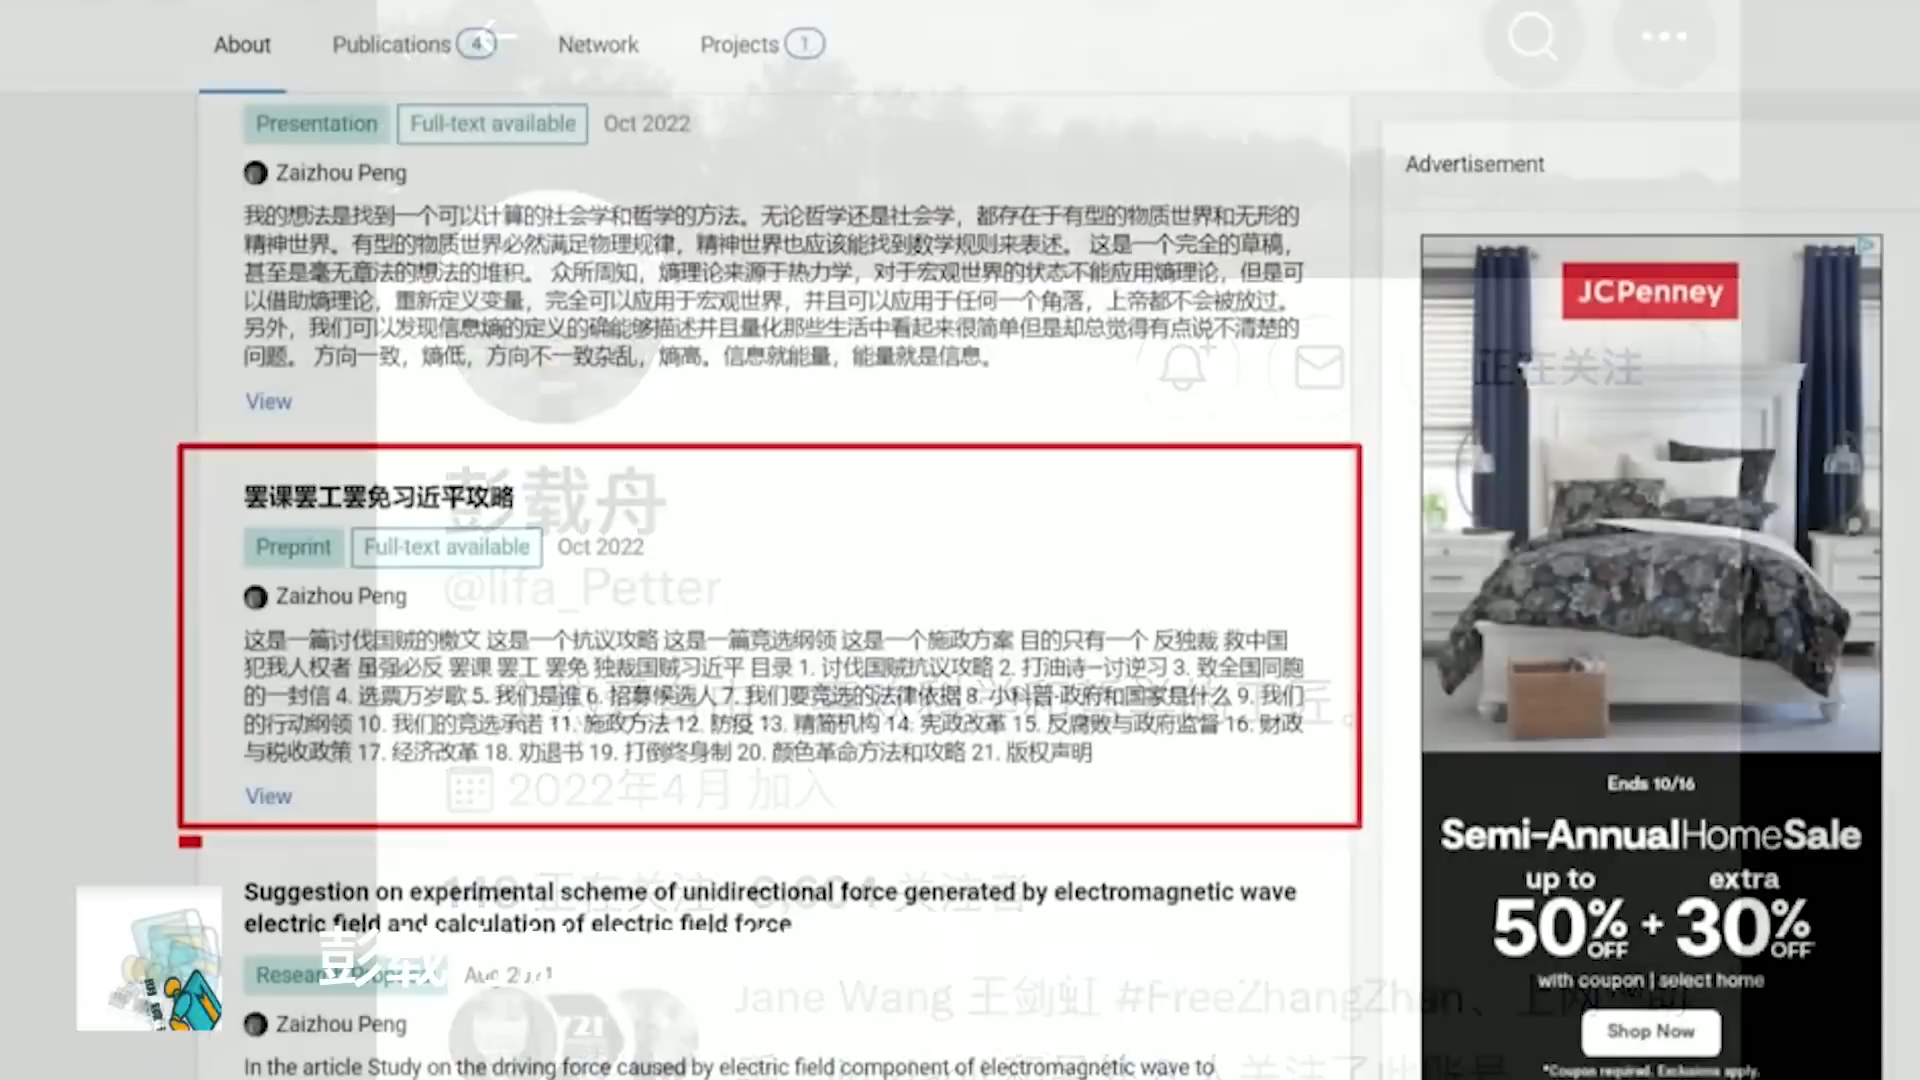 About
Publications 4
Network
Projects 1
Presentation
Full-text available
Oct 2022
Zaizhou Peng
我的想法是找到一个可以计算的社会学和哲学的方法。无论哲学还是社会学，都存在于有型的物质世界和无形的
精神世界。有型的物质世界必然满足物理规律，精神世界也应该能找到数学规则来表述。 这是一个完全的草稿，
甚至是毫无章法的想法的堆积。 众所周知，熵理论来源于热力学，对于宏观世界的状态不能应用熵理论，但是可
以借助熵理论，重新定义变量，完全可以应用于宏观世界，并且可以应用于任何一个角落，上帝都不会被放过。
另外，我们可以发现信息熵的定义的确能够描述并且量化那些生活中看起来很简单但是却总觉得有点说不清楚的
问题。 方向一致，熵低，方向不一致杂乱，熵高。信息就能量，能量就是信息。
View
正在关注
罢课罢工罢免习近平攻略
彭载舟
Preprint
Full-text available
Oct 2022
@lifa_Petter
Zaizhou Peng
这是一篇讨伐国贼的檄文 这是一个抗议攻略 这是一篇竞选纲领 这是一个施政方案 目的只有一个 反独裁 救中国
犯我人权者 虽强必反 罢课 罢工 罢免 独裁国贼习近平 目录 1. 讨伐国贼抗议攻略 2. 打油诗一讨逆习 3. 致全国同胞
的一封信 4. 选票万岁歌 5. 我们是谁 6. 招募候选人 7. 我们要竞选的法律依据 8. 小科普-政府和国家是什么 9. 我们
的行动纲领 10. 我们的竞选承诺 11. 施政方法 12. 防疫 13. 精简机构 14. 宪政改革 15. 反腐败与政府监督 16. 财政
与税收政策 17. 经济改革 18. 劝退书 19. 打倒终身制 20. 颜色革命方法和攻略 21. 版权声明
2022年4月 加入
View
Suggestion on experimental scheme of unidirectional force generated by electromagnetic wave
electric field and calculation of electric field force
正在关注
关注者
彭载
Zaizhou Peng
Jane Wang 王剑虹 #FreeZhangZhan、
In the article Study on the driving force caused by electric field component of electromagnetic wave to
关注了此账号
Advertisement
JCPenney
Ends 10/16
Semi-AnnualHomeSale
up to
50% OFF
+
extra
30% OFF
with coupon | select home
Shop Now
*Coupon required. Exclusions apply.